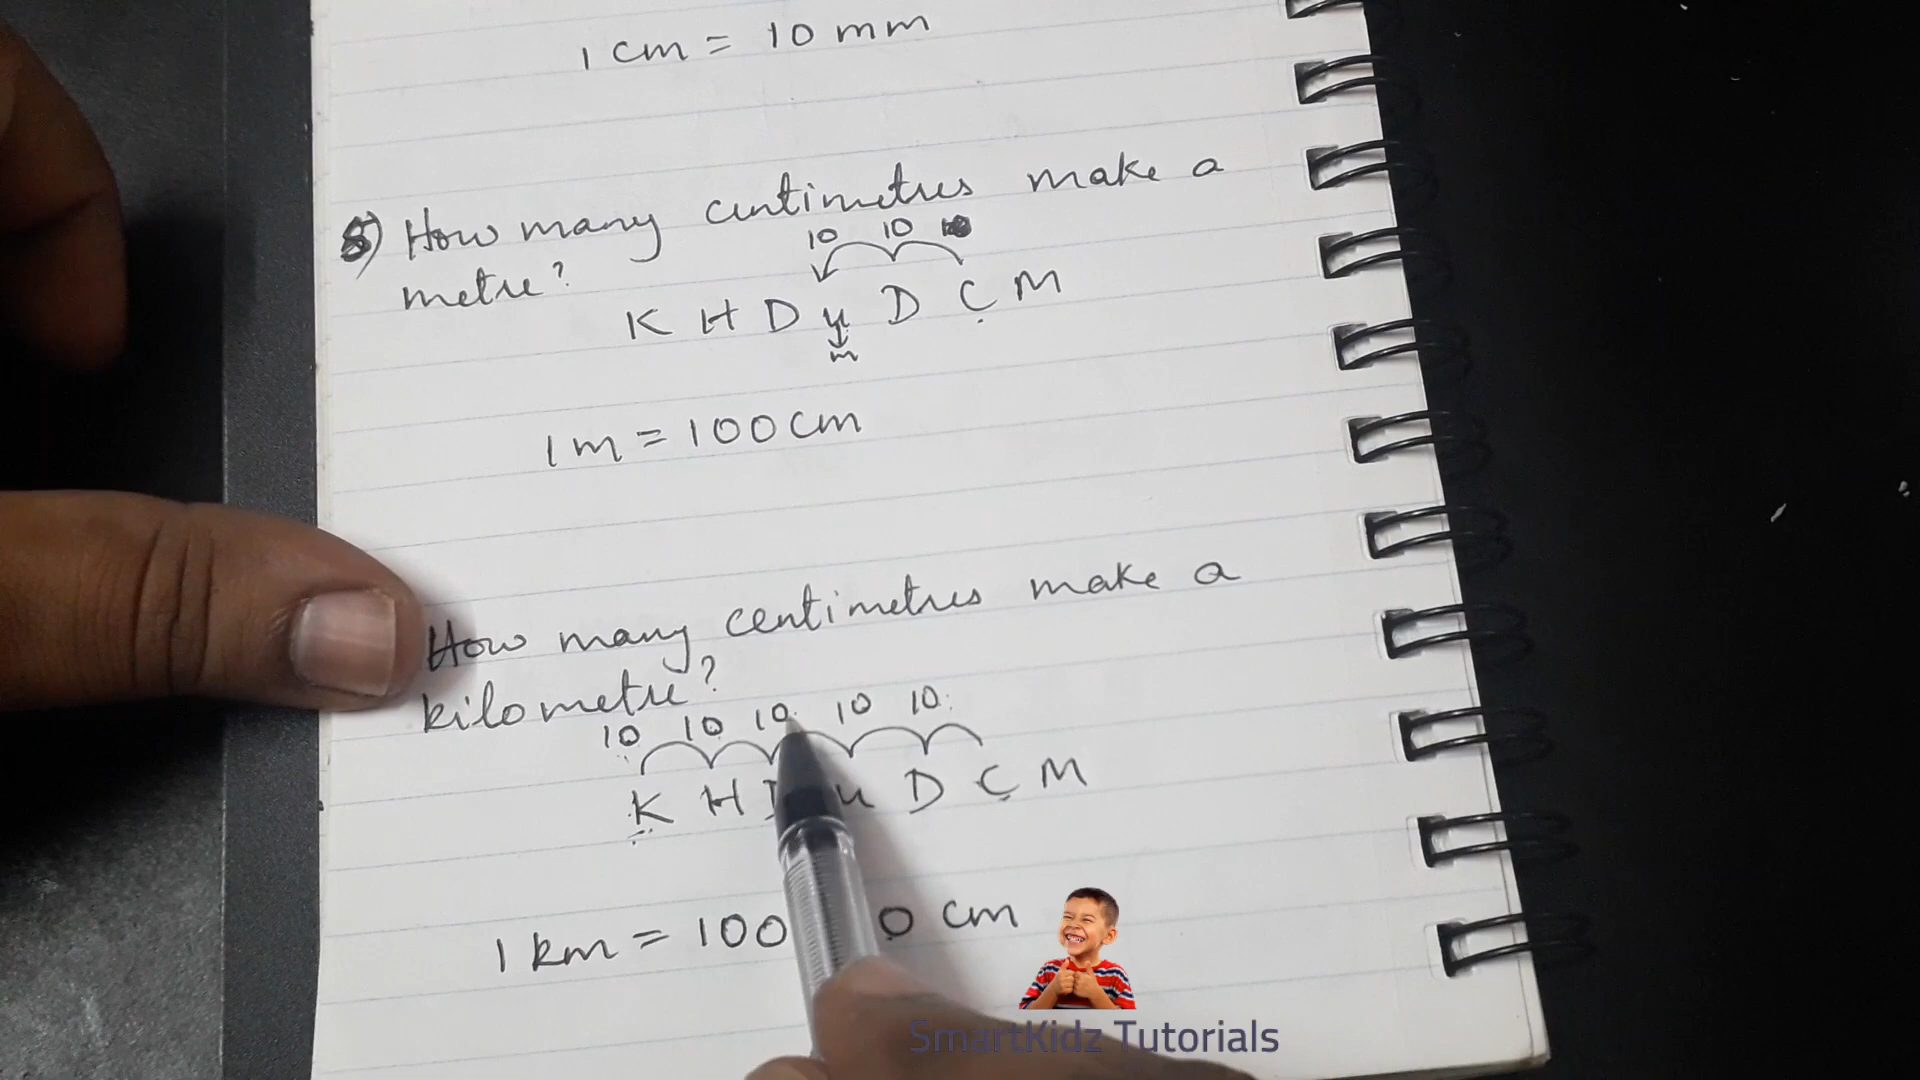 1 cm = 10 mm
5) How many centimetres make a
metre?
10 10
K H D u D C M
m
1 m = 100 cm
How many centimetres make a
kilometre?
10 10 10 10 10
K H D u D C M
1 km = 100 0 cm
SmartKidz Tutorials